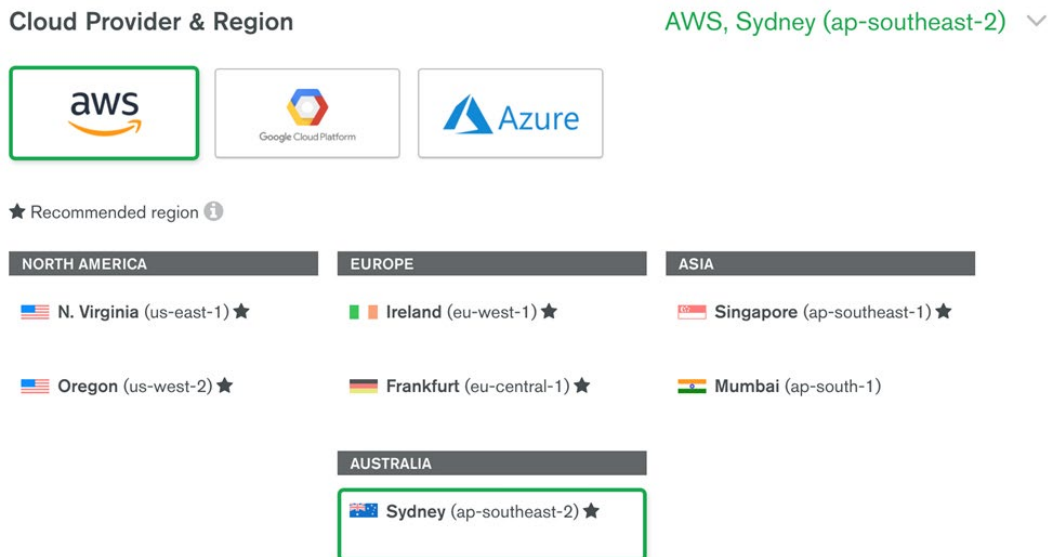 Cloud Provider & Region
AWS, Sydney (ap-southeast-2)
aws
Google Cloud Platform
Azure
★ Recommended region
NORTH AMERICA
N. Virginia (us-east-1) ★
Oregon (us-west-2) ★
EUROPE
Ireland (eu-west-1) ★
Frankfurt (eu-central-1) ★
ASIA
Singapore (ap-southeast-1) ★
Mumbai (ap-south-1)
AUSTRALIA
Sydney (ap-southeast-2) ★